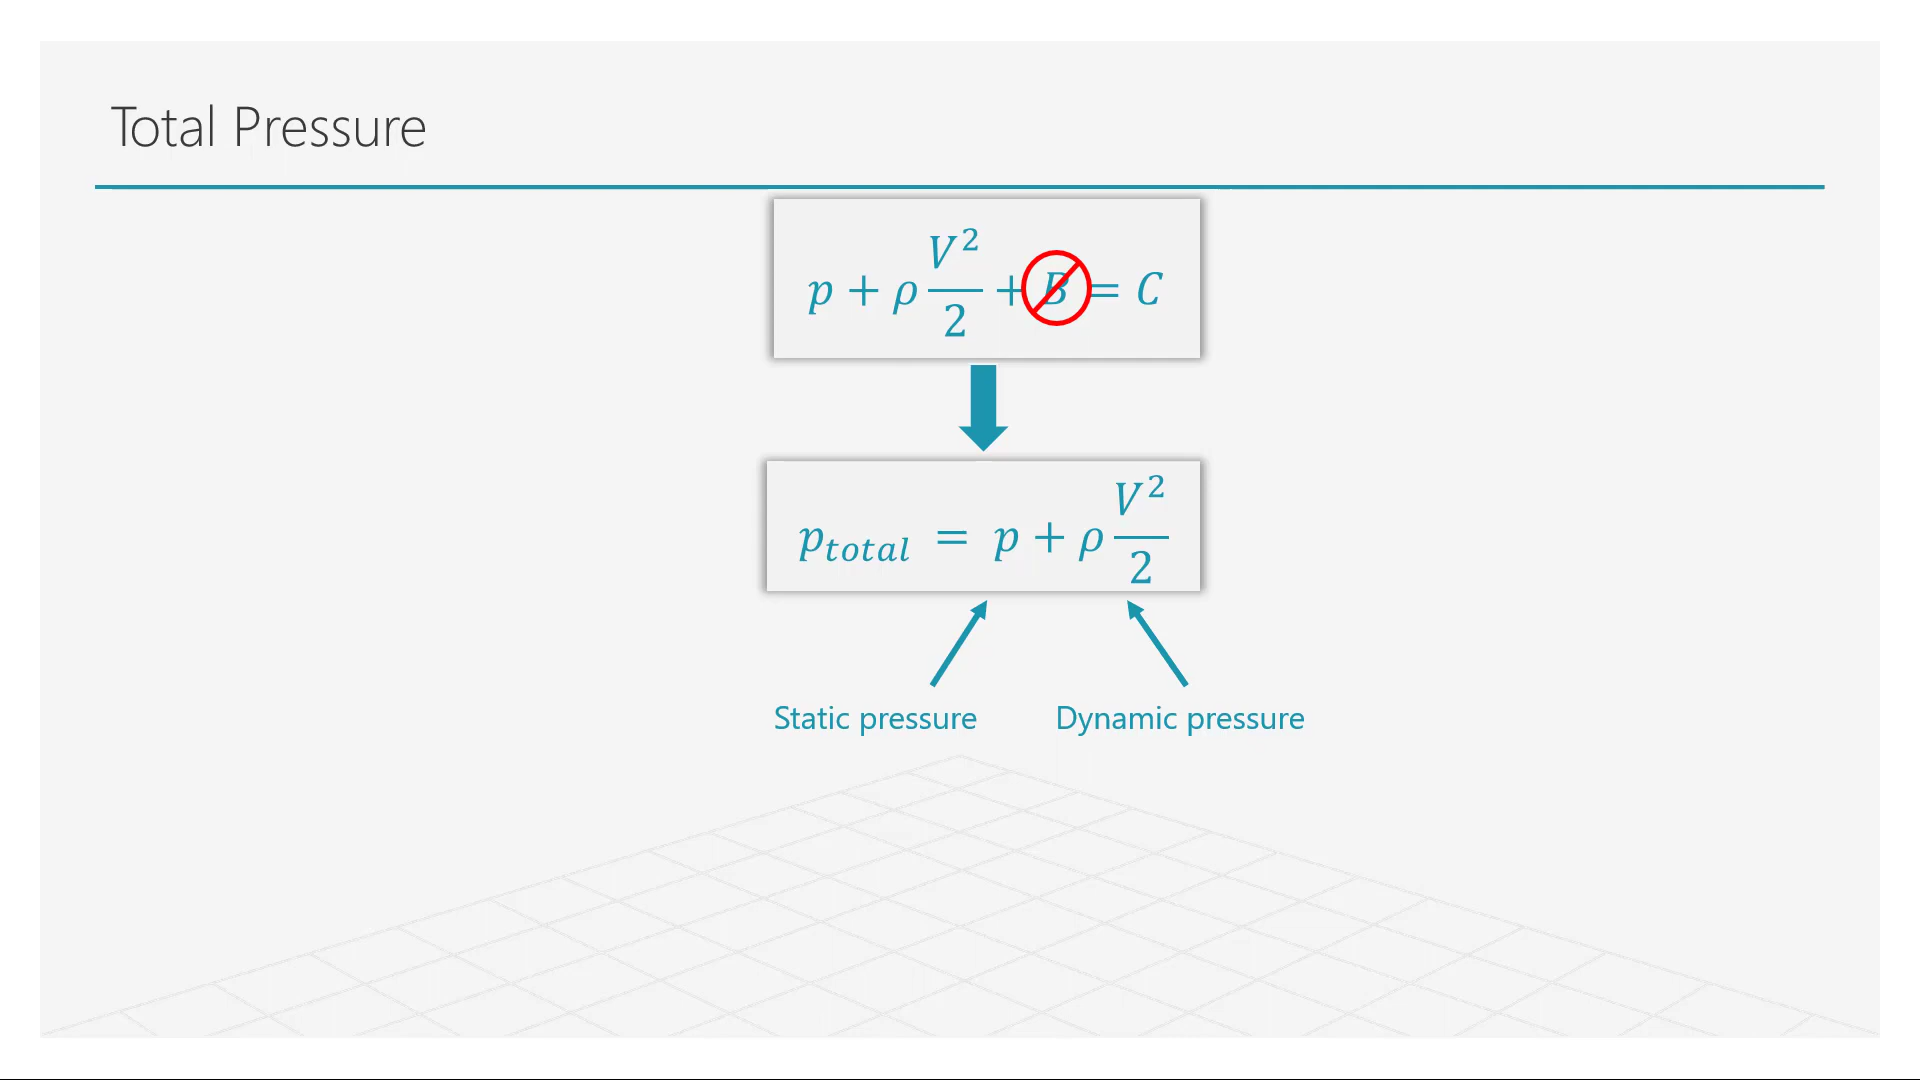 Total Pressure
p + ρ V²/2 + B = C
p_total = p + ρ V²/2
Static pressure Dynamic pressure